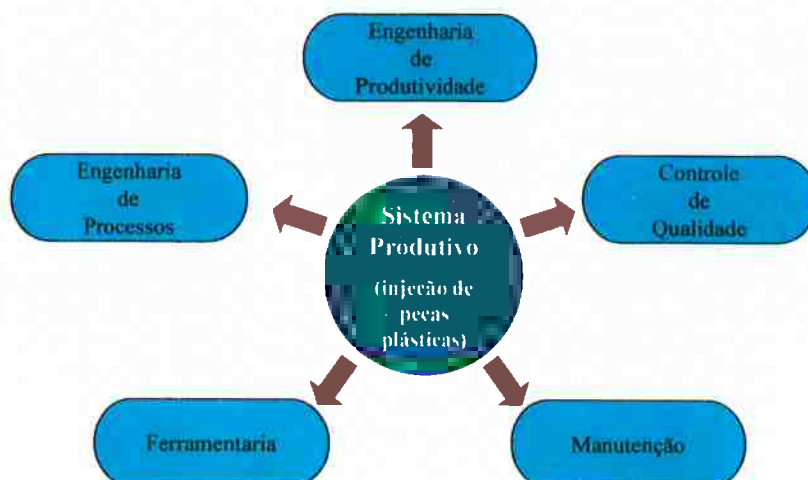 Engenharia
de
Produtividade
Engenharia
de
Processos
Controle
de
Qualidade
Sistema
Produtivo
(injeção de
peças
plásticas)
Ferramentaria
Manutenção